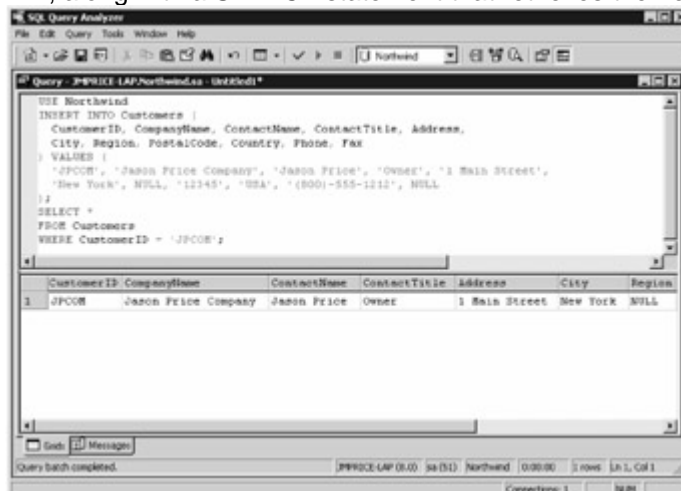 SQL Query Analyzer
File Edit Query Tools Window Help
Northwind
Query - JMPRICE-LAP.Northwind.sa - Untitled1*
USE Northwind
INSERT INTO Customers (
CustomerID, CompanyName, ContactName, ContactTitle, Address,
City, Region, PostalCode, Country, Phone, Fax
) VALUES (
'JPCOM', 'Jason Price Company', 'Jason Price', 'Owner', '1 Main Street',
'New York', NULL, '12345', 'USA', '(800)-555-1212', NULL
);
SELECT *
FROM Customers
WHERE CustomerID = 'JPCOM';
CustomerID CompanyName ContactName ContactTitle Address City Region
1 JPCOM Jason Price Company Jason Price Owner 1 Main Street New York NULL
Grids Messages
Query batch completed. JMPRICE-LAP (8.0) sa (51) Northwind 0:00:00 1 rows Ln 1, Col 1
Connections: 1 NUM